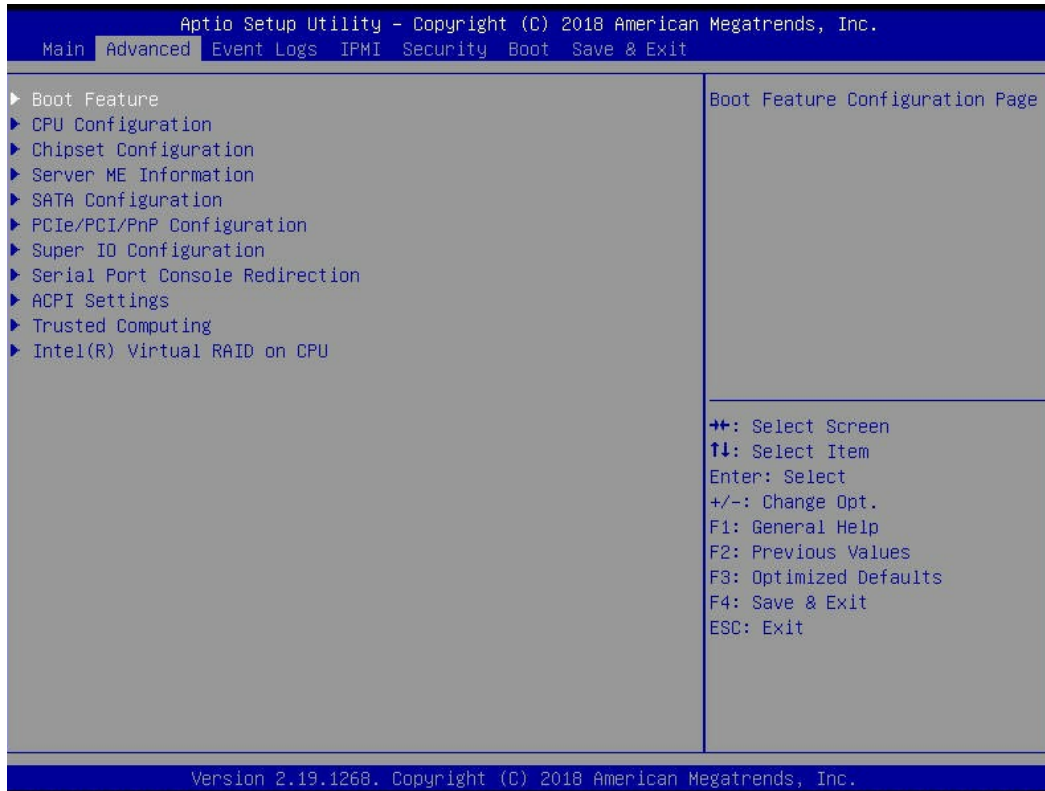 Aptio Setup Utility – Copyright (C) 2018 American Megatrends, Inc.
Main Advanced Event Logs IPMI Security Boot Save & Exit
Boot Feature
CPU Configuration
Chipset Configuration
Server ME Information
SATA Configuration
PCIe/PCI/PnP Configuration
Super IO Configuration
Serial Port Console Redirection
ACPI Settings
Trusted Computing
Intel(R) Virtual RAID on CPU
Boot Feature Configuration Page
→←: Select Screen
↑↓: Select Item
Enter: Select
+/-: Change Opt.
F1: General Help
F2: Previous Values
F3: Optimized Defaults
F4: Save & Exit
ESC: Exit
Version 2.19.1268. Copyright (C) 2018 American Megatrends, Inc.